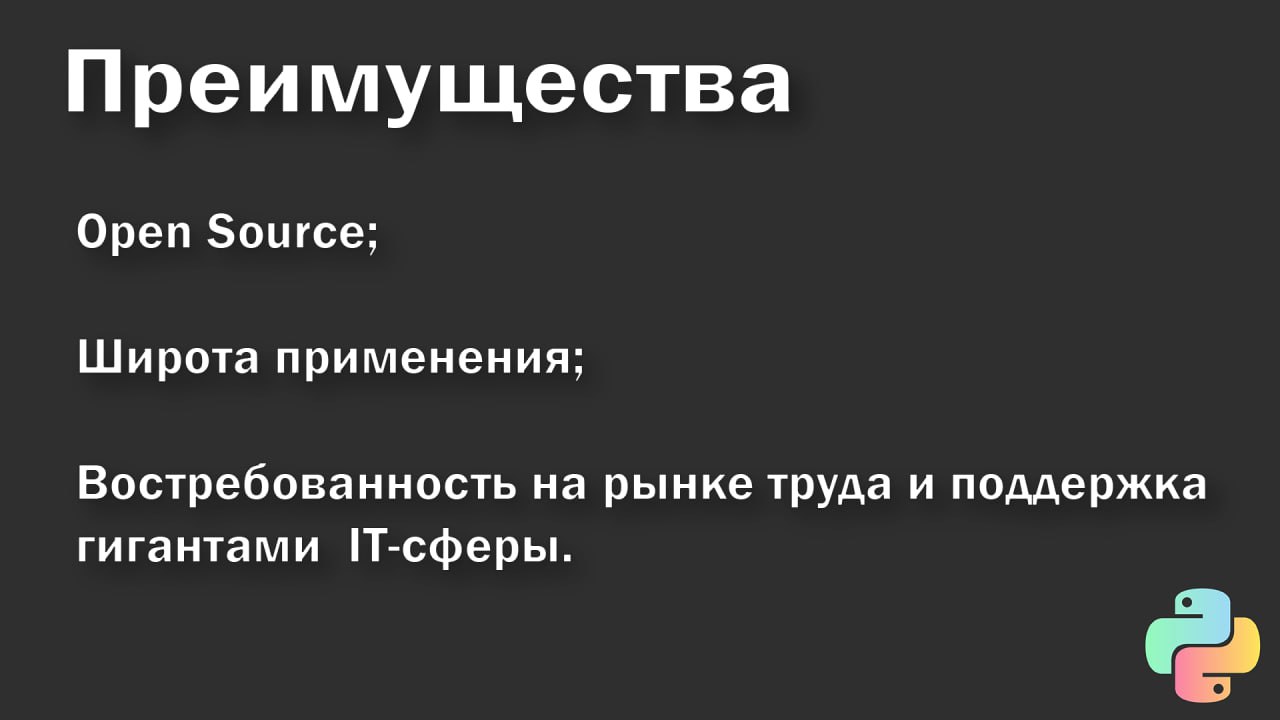 Преимущества
Open Source;
Широта применения;
Востребованность на рынке труда и поддержка
гигантами  IT-сферы.